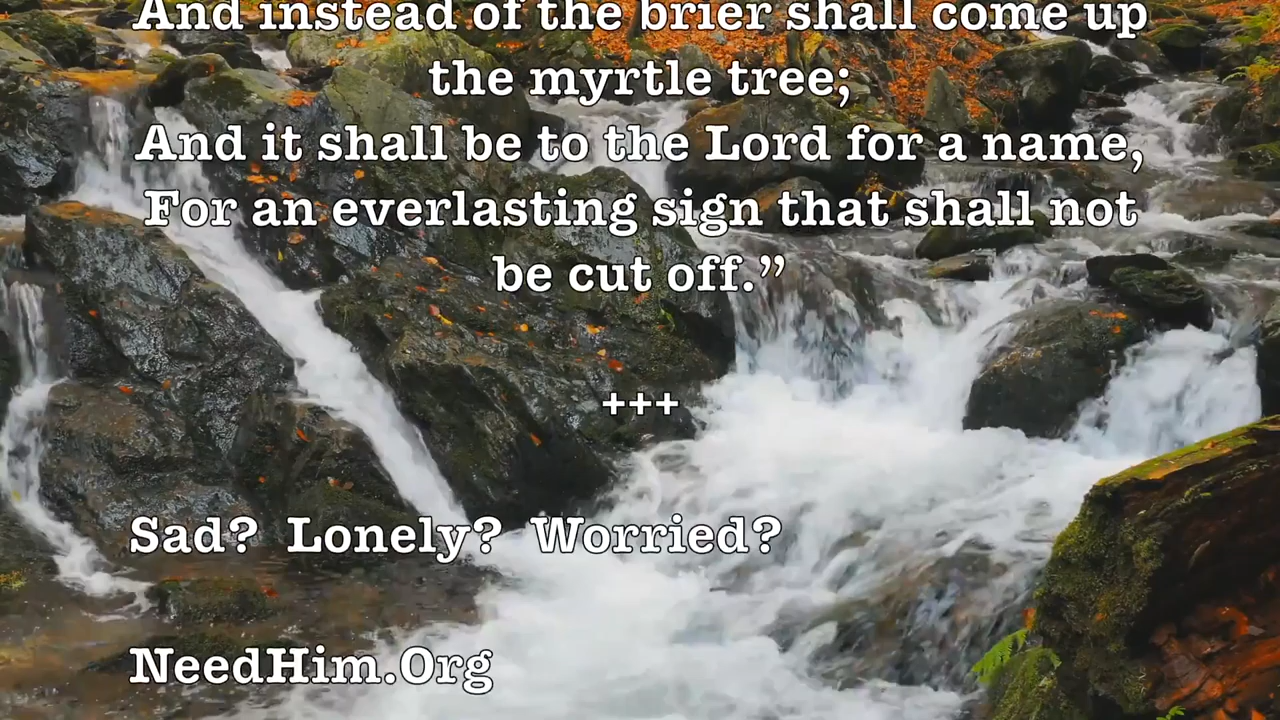 And instead of the brier shall come up
the myrtle tree;
And it shall be to the Lord for a name,
For an everlasting sign that shall not
be cut off.”
+++
Sad? Lonely? Worried?
NeedHim.Org